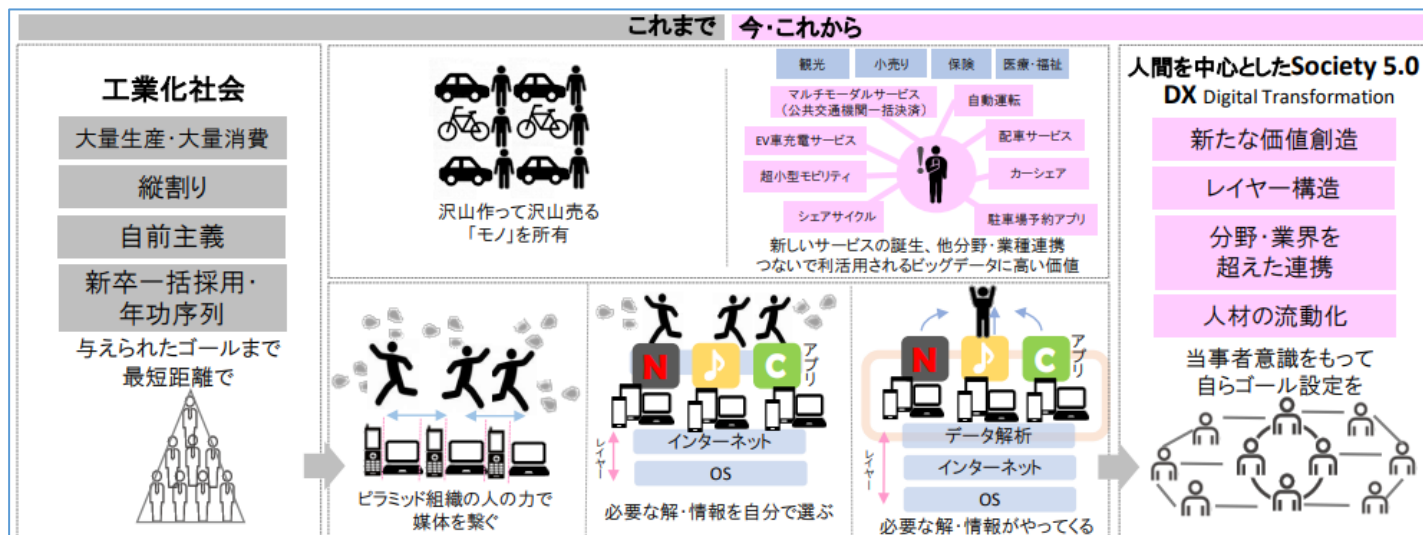 これまで
今・これから
工業化社会
大量生産・大量消費
縦割り
自前主義
新卒一括採用・
年功序列
与えられたゴールまで
最短距離で
沢山作って沢山売る
「モノ」を所有
観光
小売り
保険
医療・福祉
マルチモーダルサービス
(公共交通機関一括決済)
自動運転
EV車充電サービス
配車サービス
超小型モビリティ
カーシェア
シェアサイクル
駐車場予約アプリ
!
新しいサービスの誕生、他分野・業種連携
つないで利活用されるビッグデータに高い価値
ピラミッド組織の人の力で
媒体を繋ぐ
N
♪
C
アプリ
レイヤー
インターネット
OS
必要な解・情報を自分で選ぶ
N
♪
C
アプリ
レイヤー
データ解析
インターネット
OS
必要な解・情報がやってくる
人間を中心としたSociety 5.0
DX Digital Transformation
新たな価値創造
レイヤー構造
分野・業界を
超えた連携
人材の流動化
当事者意識をもって
自らゴール設定を